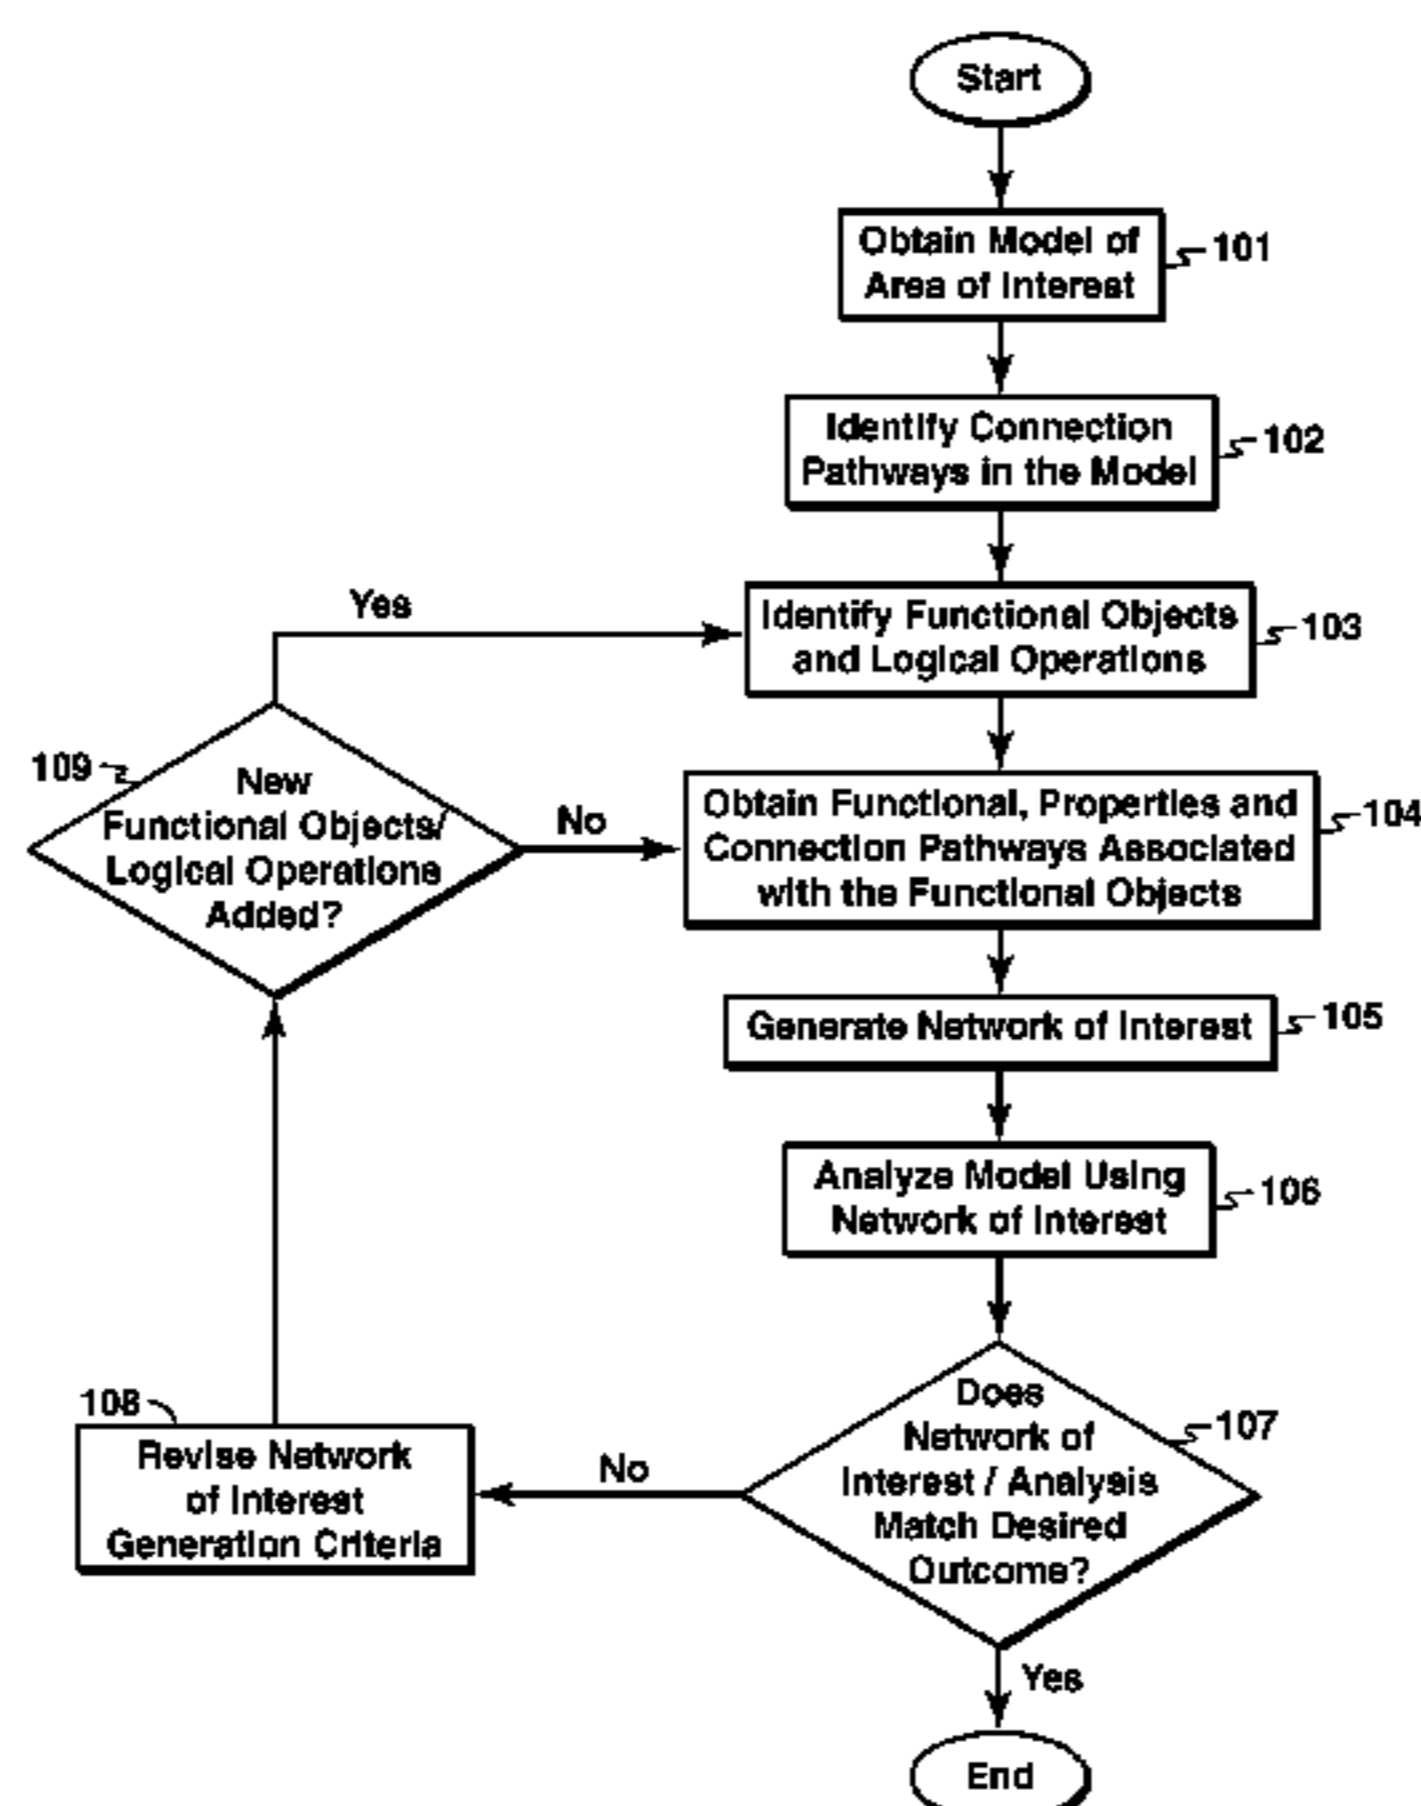 Start
Obtain Model of
Area of Interest
101
Identify Connection
Pathways in the Model
102
Yes
Identify Functional Objects
and Logical Operations
103
109
New
Functional Objects/
Logical Operations
Added?
No
Obtain Functional, Properties and
Connection Pathways Associated
with the Functional Objects
104
Generate Network of Interest
105
Analyze Model Using
Network of Interest
106
Does
Network of
Interest / Analysis
Match Desired
Outcome?
107
No
108
Revise Network
of Interest
Generation Criteria
Yes
End